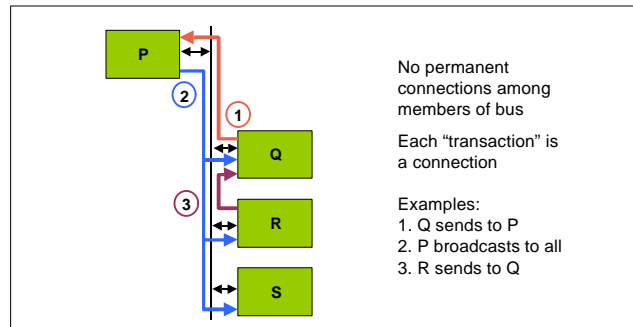 P
2
1
Q
3
R
S
No permanent
connections among
members of bus
Each “transaction” is
a connection
Examples:
1. Q sends to P
2. P broadcasts to all
3. R sends to Q